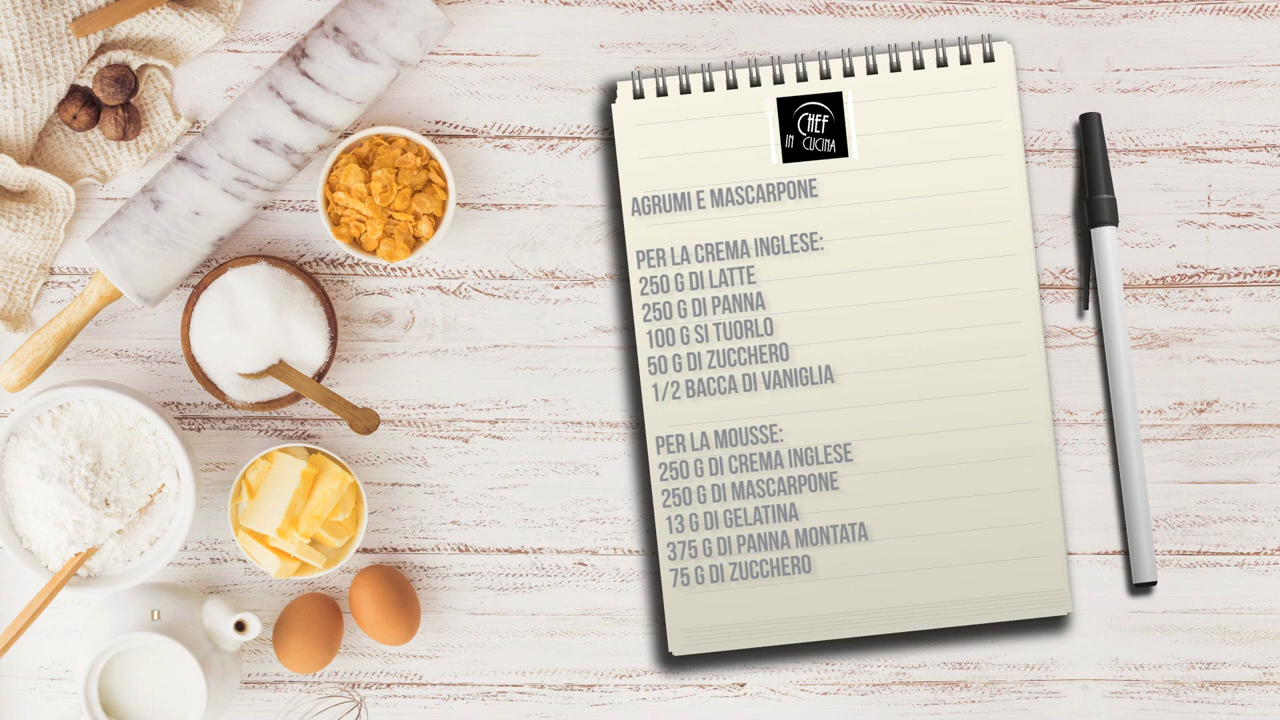 CHEF
IN CUCINA
AGRUMI E MASCARPONE
PER LA CREMA INGLESE:
250 G DI LATTE
250 G DI PANNA
100 G SI TUORLO
50 G DI ZUCCHERO
1/2 BACCA DI VANIGLIA
PER LA MOUSSE:
250 G DI CREMA INGLESE
250 G DI MASCARPONE
13 G DI GELATINA
375 G DI PANNA MONTATA
75 G DI ZUCCHERO